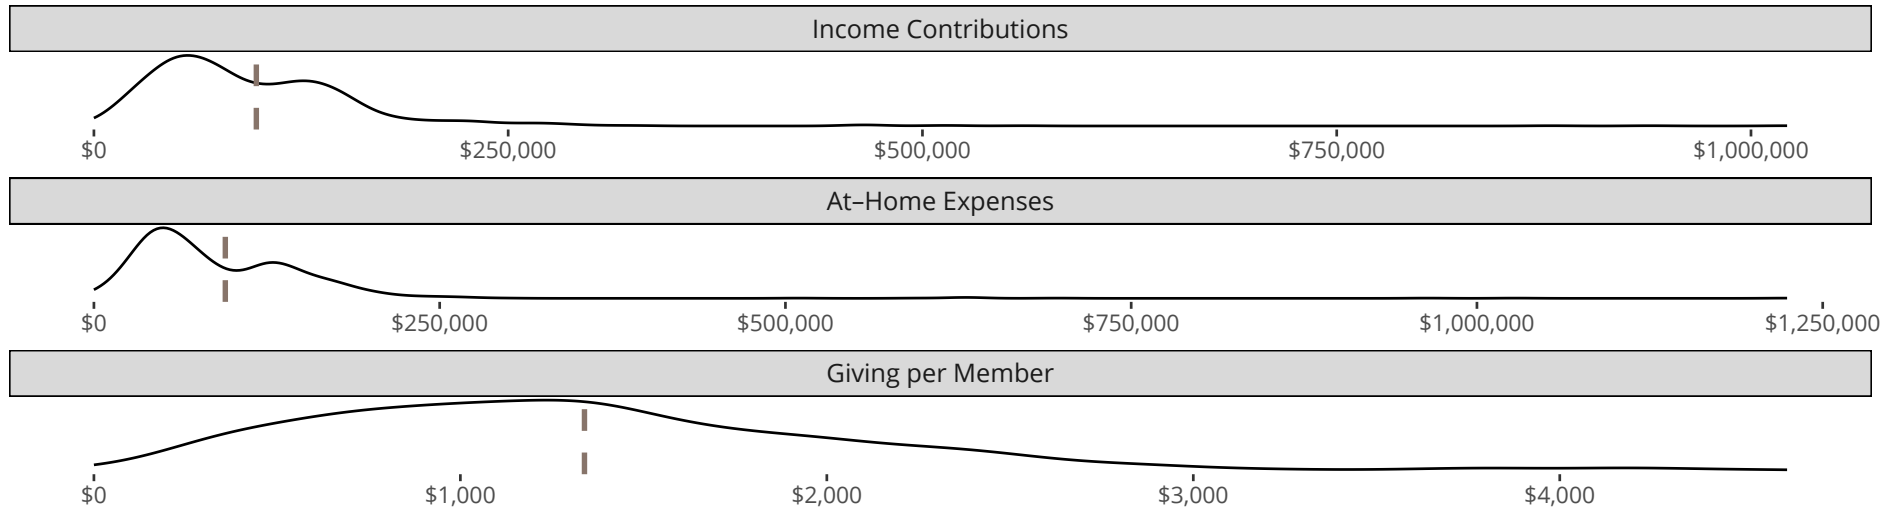 Income Contributions
$0 $250,000 $500,000 $750,000 $1,000,000
At–Home Expenses
$0 $250,000 $500,000 $750,000 $1,000,000 $1,250,000
Giving per Member
$0 $1,000 $2,000 $3,000 $4,000